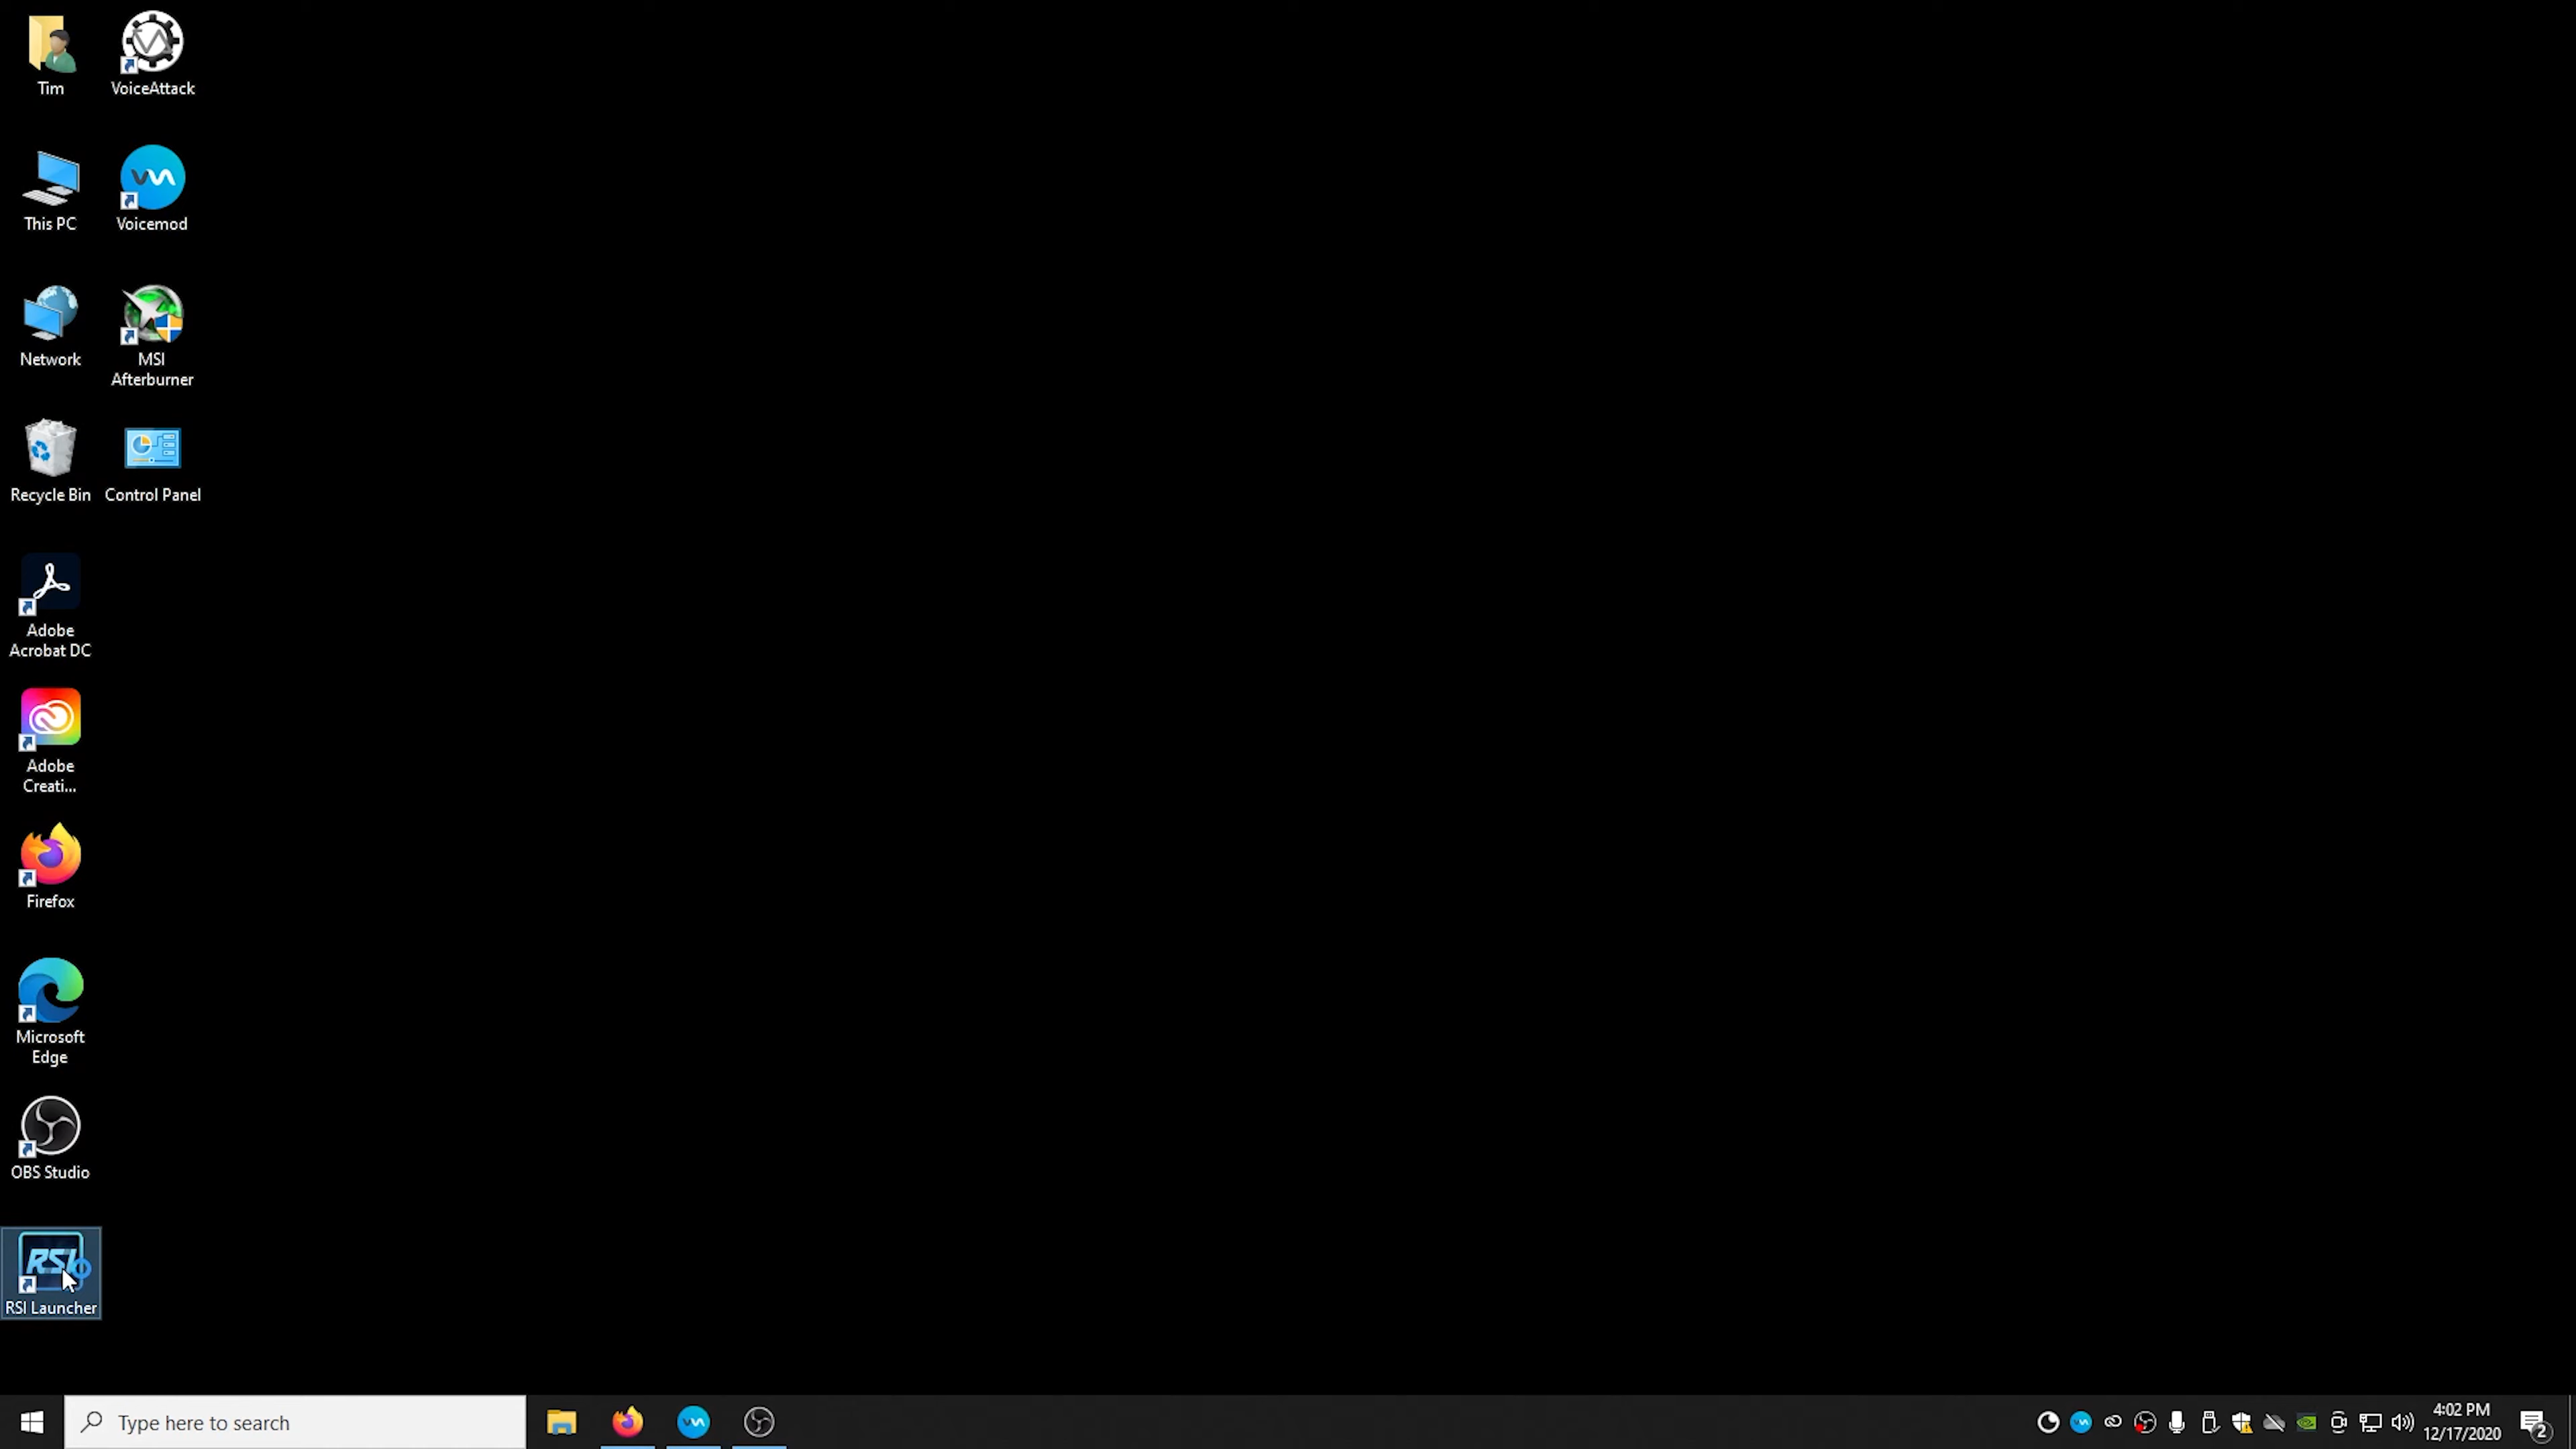 Tim
VoiceAttack
This PC
Voicemod
Network
MSI
Afterburner
Recycle Bin
Control Panel
Adobe
Acrobat DC
Adobe
Creati...
Firefox
Microsoft
Edge
OBS Studio
RSI
RSI Launcher
Type here to search
4:02 PM
12/17/2020
2